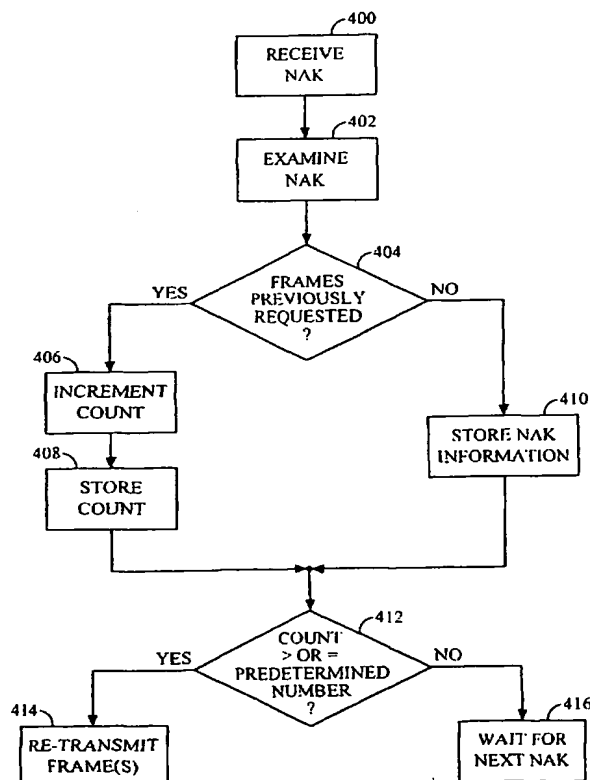 400
RECEIVE
NAK
402
EXAMINE
NAK
404
FRAMES
PREVIOUSLY
REQUESTED
?
YES
NO
406
INCREMENT
COUNT
408
STORE
COUNT
410
STORE NAK
INFORMATION
412
COUNT
> OR =
PREDETERMINED
NUMBER
?
YES
NO
414
RE-TRANSMIT
FRAME(S)
416
WAIT FOR
NEXT NAK